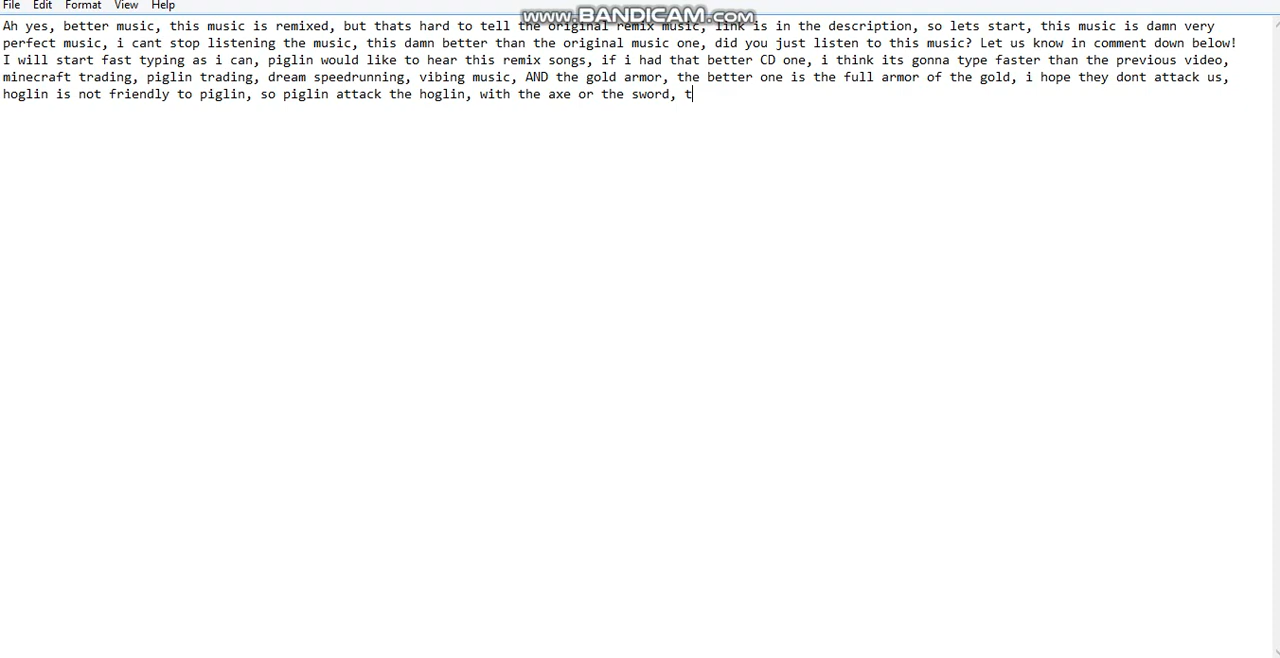 File Edit Format View Help
www.BANDICAM.com
Ah yes, better music, this music is remixed, but thats hard to tell the original remix music, link is in the description, so lets start, this music is damn very
perfect music, i cant stop listening the music, this damn better than the original music one, did you just listen to this music? Let us know in comment down below!
I will start fast typing as i can, piglin would like to hear this remix songs, if i had that better CD one, i think its gonna type faster than the previous video,
minecraft trading, piglin trading, dream speedrunning, vibing music, AND the gold armor, the better one is the full armor of the gold, i hope they dont attack us,
hoglin is not friendly to piglin, so piglin attack the hoglin, with the axe or the sword, t